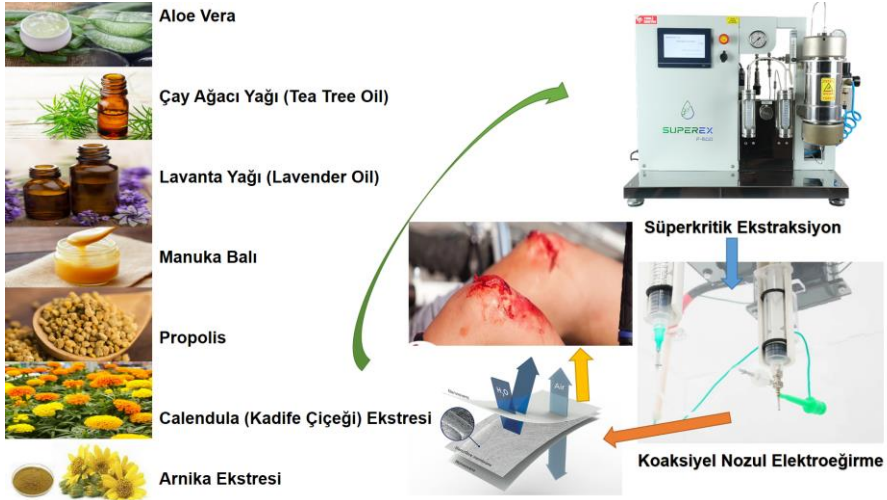 Aloe Vera
Çay Ağacı Yağı (Tea Tree Oil)
Lavanta Yağı (Lavender Oil)
Manuka Balı
Propolis
Calendula (Kadife Çiçeği) Ekstresi
Arnika Ekstresi
SUPEREX
Süperkritik Ekstraksiyon
H₂O
Air
Koaksiyel Nozul Elektroeğirme